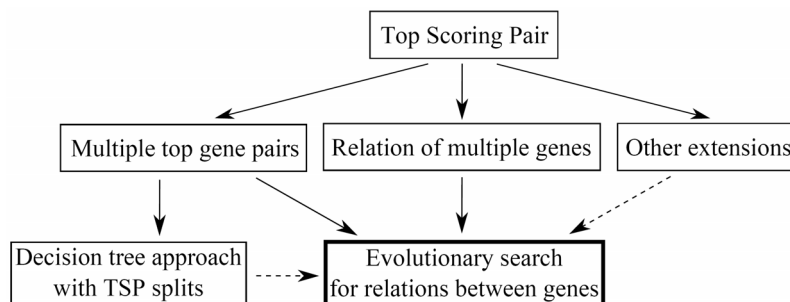 Top Scoring Pair
Multiple top gene pairs
Relation of multiple genes
Other extensions
Decision tree approach
with TSP splits
Evolutionary search
for relations between genes